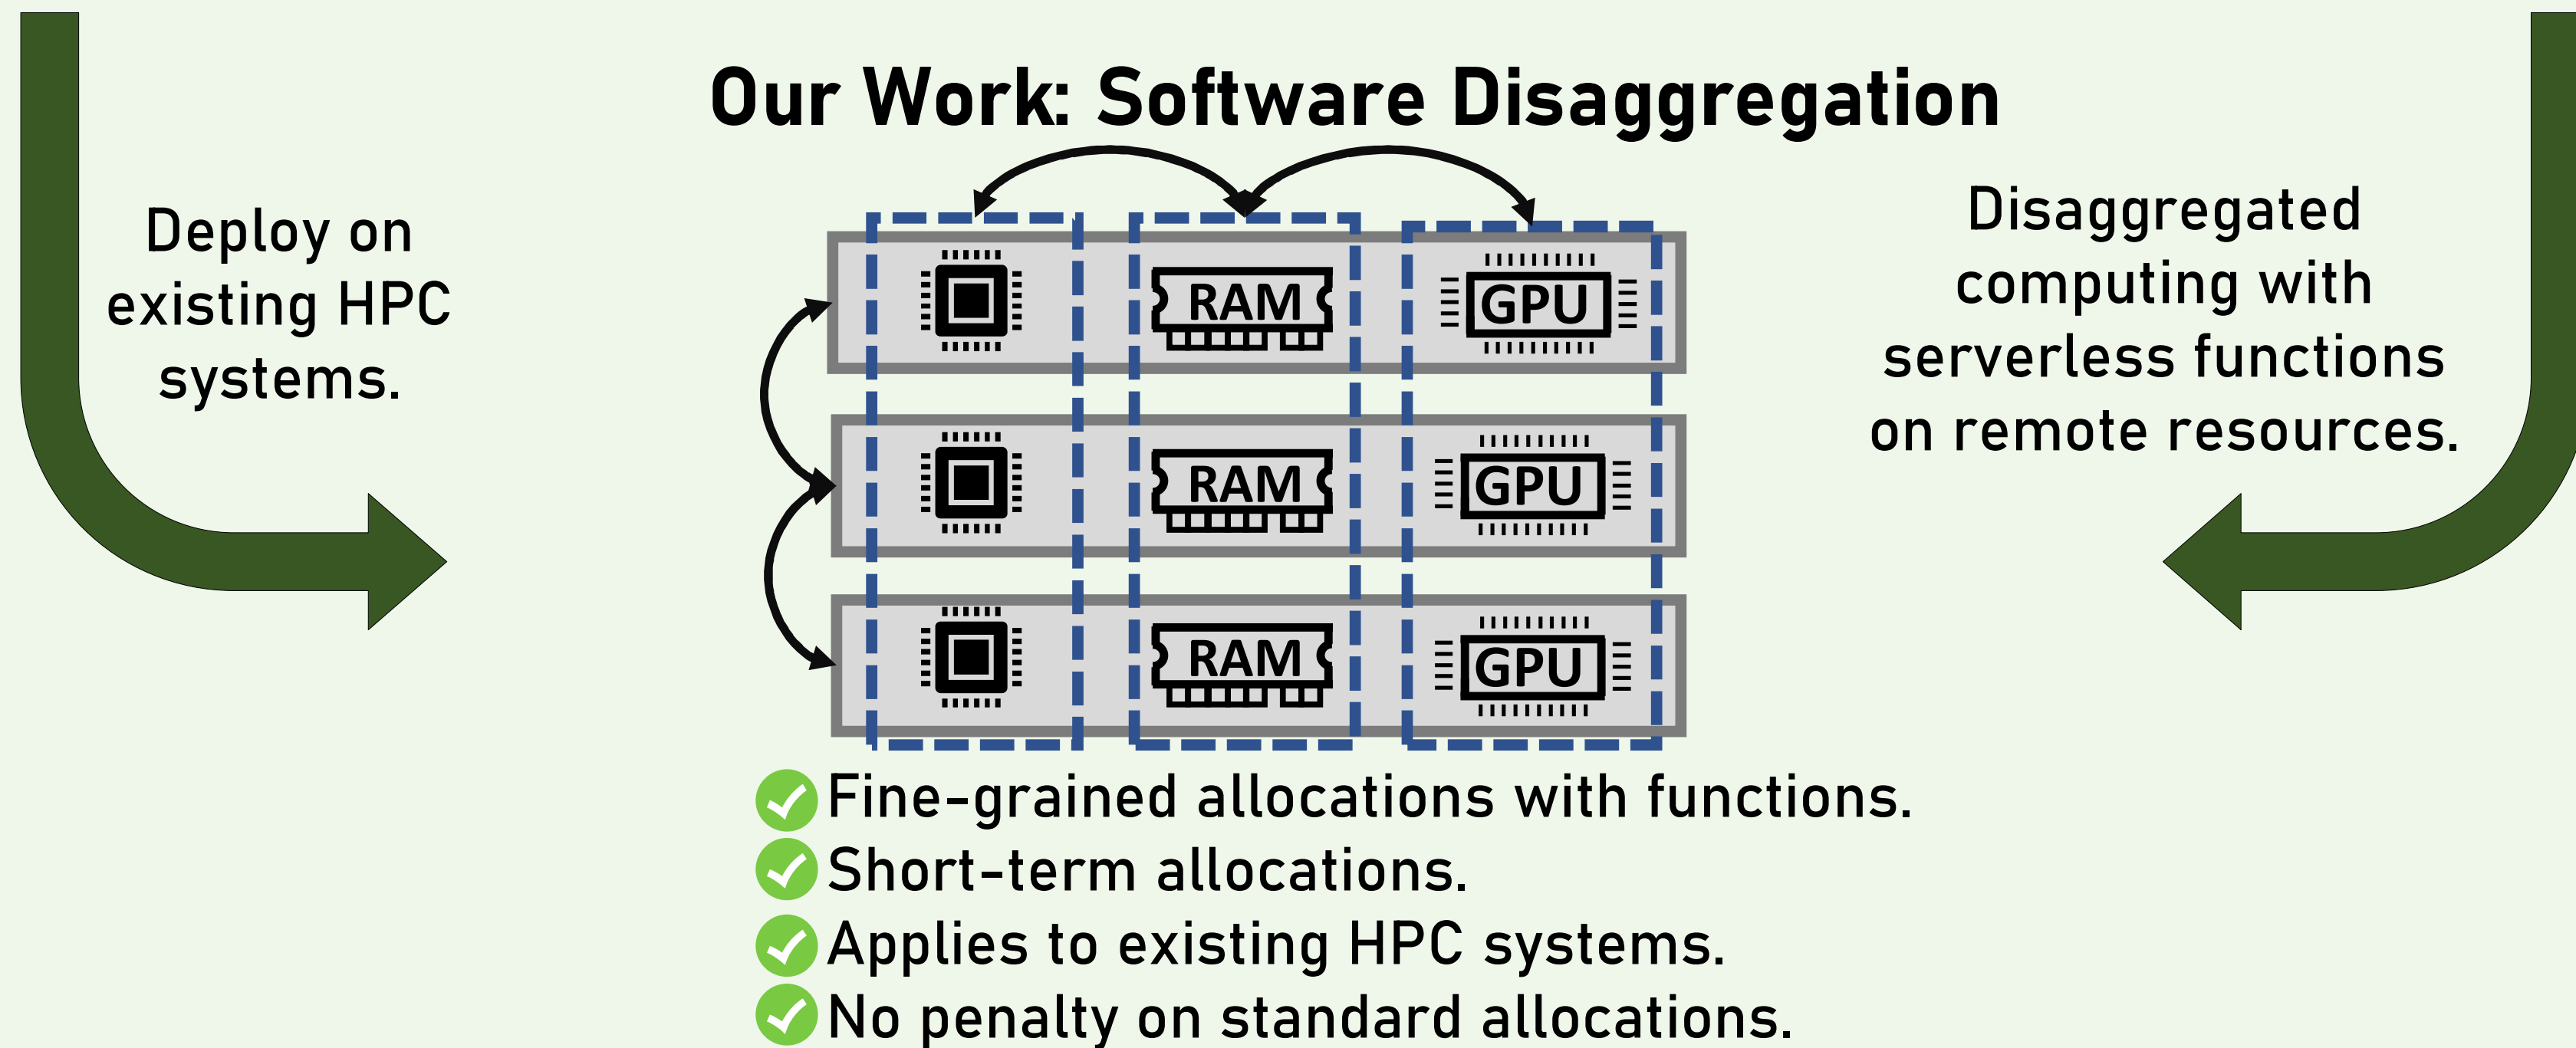 Our Work: Software Disaggregation
Deploy on
existing HPC
systems.
RAM
GPU
RAM
GPU
RAM
GPU
Disaggregated
computing with
serverless functions
on remote resources.
Fine-grained allocations with functions.
Short-term allocations.
Applies to existing HPC systems.
No penalty on standard allocations.